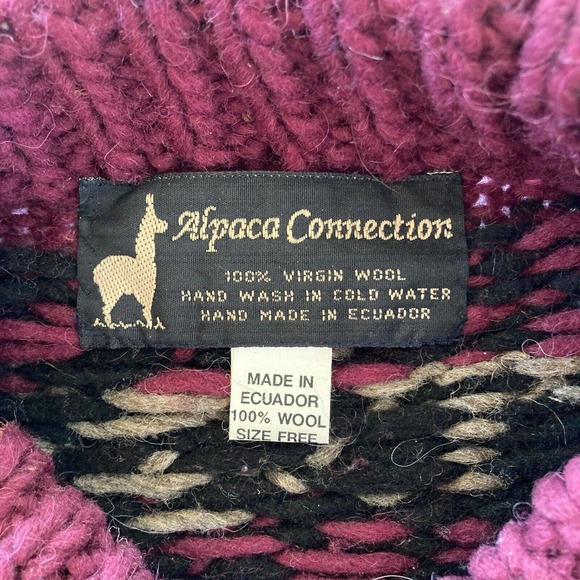 Alpaca Connection
100% VIRGIN WOOL
HAND WASH IN COLD WATER
HAND MADE IN ECUADOR
MADE IN
ECUADOR
100% WOOL
SIZE FREE